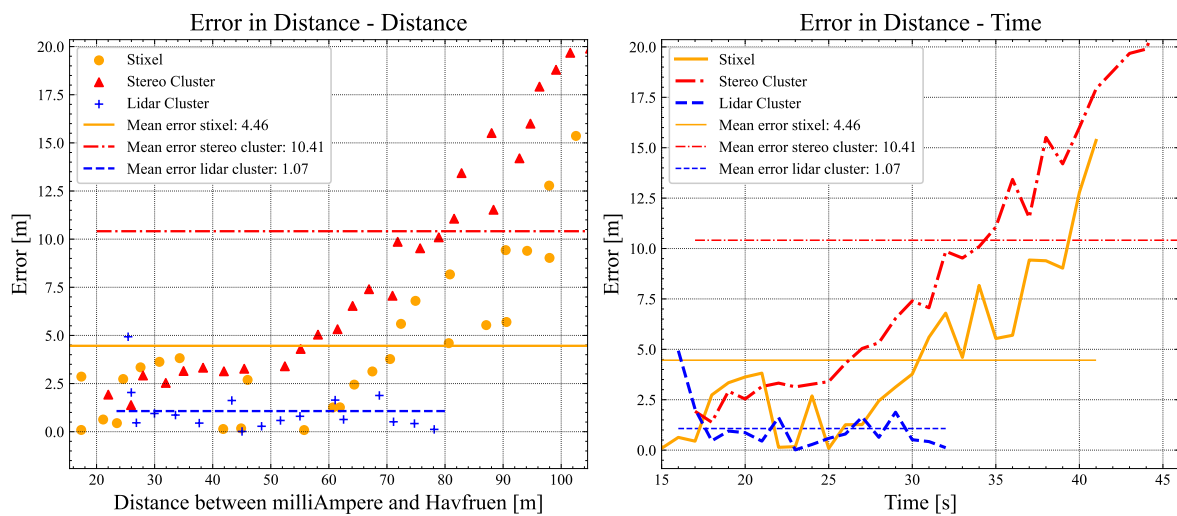 Error in Distance - Distance
20.0
17.5
15.0
12.5
10.0
7.5
5.0
2.5
0.0
Error [m]
Stixel
Stereo Cluster
Lidar Cluster
Mean error stixel: 4.46
Mean error stereo cluster: 10.41
Mean error lidar cluster: 1.07
20 30 40 50 60 70 80 90 100
Distance between milliAmpere and Havfruen [m]
Error in Distance - Time
20.0
17.5
15.0
12.5
10.0
7.5
5.0
2.5
0.0
Error [m]
Stixel
Stereo Cluster
Lidar Cluster
Mean error stixel: 4.46
Mean error stereo cluster: 10.41
Mean error lidar cluster: 1.07
15 20 25 30 35 40 45
Time [s]